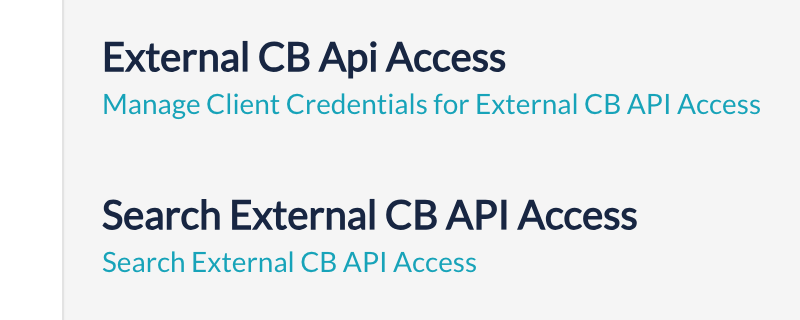 External CB Api Access
Manage Client Credentials for External CB API Access
Search External CB API Access
Search External CB API Access